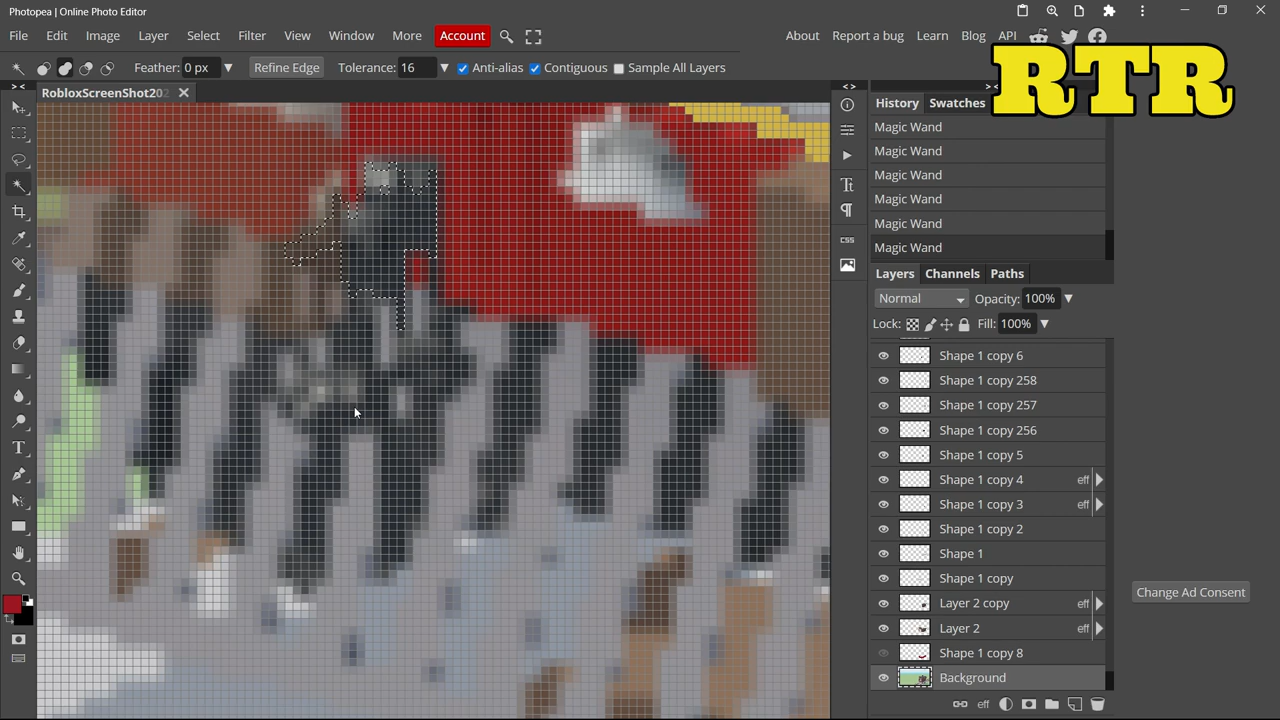 Photopea | Online Photo Editor
File Edit Image Layer Select Filter View Window More Account
About Report a bug Learn Blog API
RTR
Feather: 0 px Refine Edge Tolerance: 16 Anti-alias Contiguous Sample All Layers
RobloxScreenShot202
History Swatches
Magic Wand
Magic Wand
Magic Wand
Magic Wand
Magic Wand
Magic Wand
CSS
Layers Channels Paths
Normal Opacity: 100%
Lock: Fill: 100%
Shape 1 copy 6
Shape 1 copy 258
Shape 1 copy 257
Shape 1 copy 256
Shape 1 copy 5
Shape 1 copy 4 eff
Shape 1 copy 3 eff
Shape 1 copy 2
Shape 1
Shape 1 copy
Layer 2 copy eff
Layer 2 eff
Shape 1 copy 8
Background
eff
Change Ad Consent